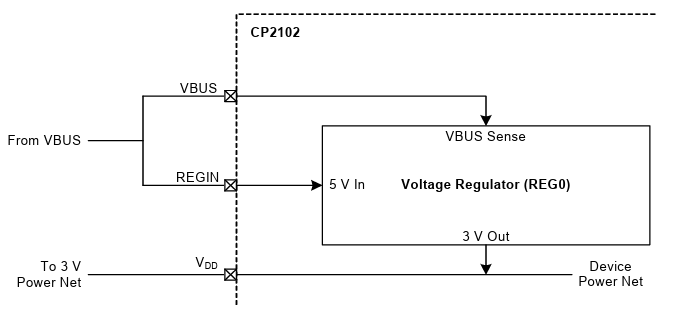 CP2102
VBUS
From VBUS
VBUS Sense
REGIN
5 V In
Voltage Regulator (REG0)
3 V Out
To 3 V
Power Net
VDD
Device
Power Net